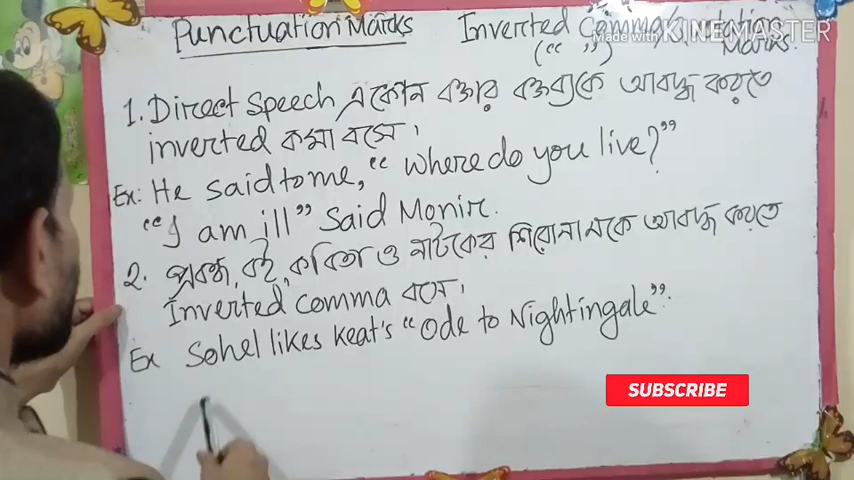 Punctuation Marks Inverted Comma/Quotation
Marks.
(“ ”)
Made with KINEMASTER
1. Direct Speech এ কোন বক্তার বক্তব্যকে আবদ্ধ করতে
inverted কমা বসে।
Ex: He said to me, “Where do you live?”
“I am ill” Said Monir.
2. প্রবন্ধ, বই, কবিতা ও নাটকের শিরোনামকে আবদ্ধ করতে
Inverted comma বসে।
Ex Sohel likes Keat's “Ode to Nightingale”.
SUBSCRIBE